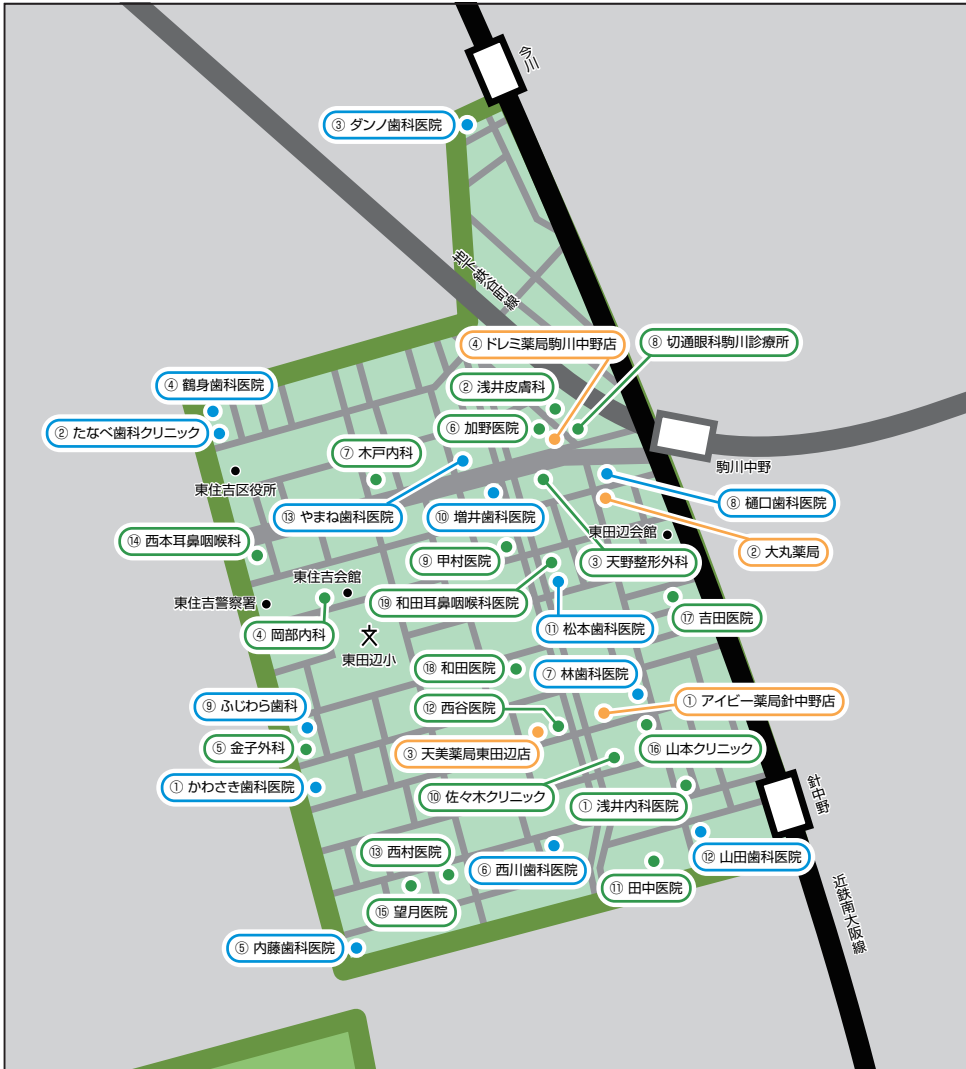 今川
③ ダンノ歯科医院
地下鉄谷町線
④ ドレミ薬局駒川中野店
⑧ 切通眼科駒川診療所
② 浅井皮膚科
④ 鶴身歯科医院
⑥ 加野医院
② たなべ歯科クリニック
⑦ 木戸内科
駒川中野
東住吉区役所
⑧ 樋口歯科医院
⑬ やまね歯科医院
⑩ 増井歯科医院
東田辺会館
⑭ 西本耳鼻咽喉科
② 大丸薬局
⑨ 甲村医院
③ 天野整形外科
東住吉会館
東住吉警察署
⑲ 和田耳鼻咽喉科医院
⑰ 吉田医院
④ 岡部内科
⑪ 松本歯科医院
東田辺小
⑱ 和田医院
⑦ 林歯科医院
⑨ ふじわら歯科
⑫ 西谷医院
① アイビー薬局針中野店
⑤ 金子外科
③ 天美薬局東田辺店
⑯ 山本クリニック
① かわさき歯科医院
⑩ 佐々木クリニック
① 浅井内科医院
針中野
⑬ 西村医院
⑥ 西川歯科医院
⑫ 山田歯科医院
⑪ 田中医院
⑮ 望月医院
近鉄南大阪線
⑤ 内藤歯科医院